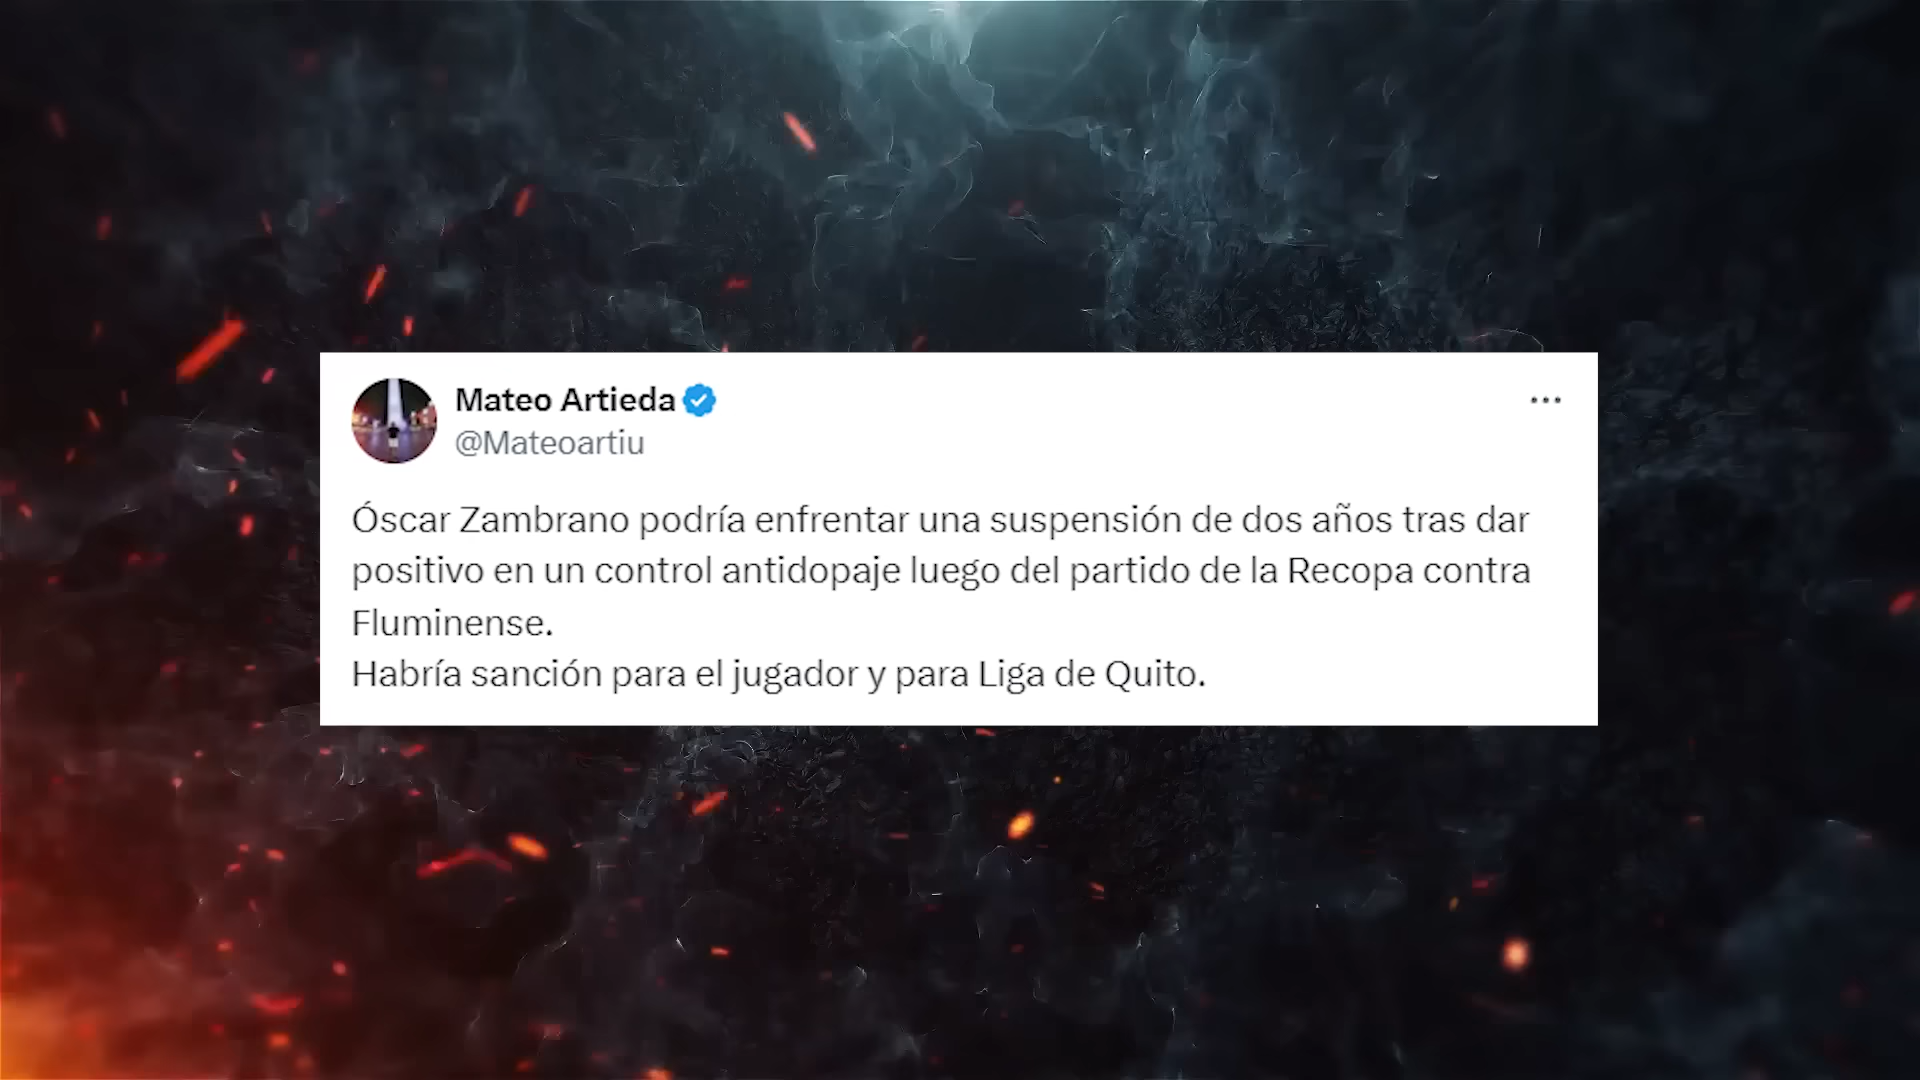 Mateo Artieda
@Mateoartiu
Óscar Zambrano podría enfrentar una suspensión de dos años tras dar
positivo en un control antidopaje luego del partido de la Recopa contra
Fluminense.
Habría sanción para el jugador y para Liga de Quito.